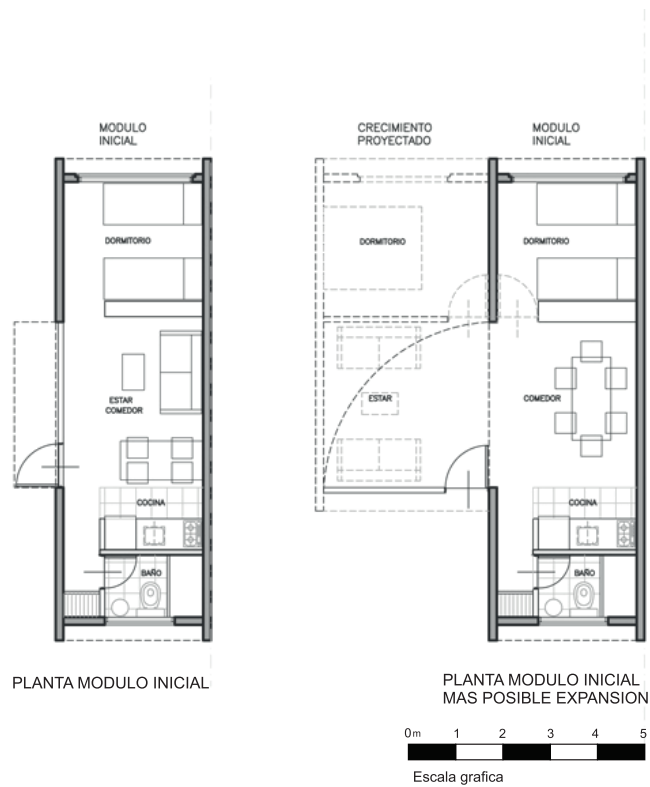 MODULO
INICIAL
DORMITORIO
ESTAR
COMEDOR
COCINA
BAÑO
PLANTA MODULO INICIAL
CRECIMIENTO
PROYECTADO
MODULO
INICIAL
DORMITORIO
DORMITORIO
ESTAR
COMEDOR
COCINA
BAÑO
PLANTA MODULO INICIAL
MAS POSIBLE EXPANSION
0m 1 2 3 4 5
Escala grafica